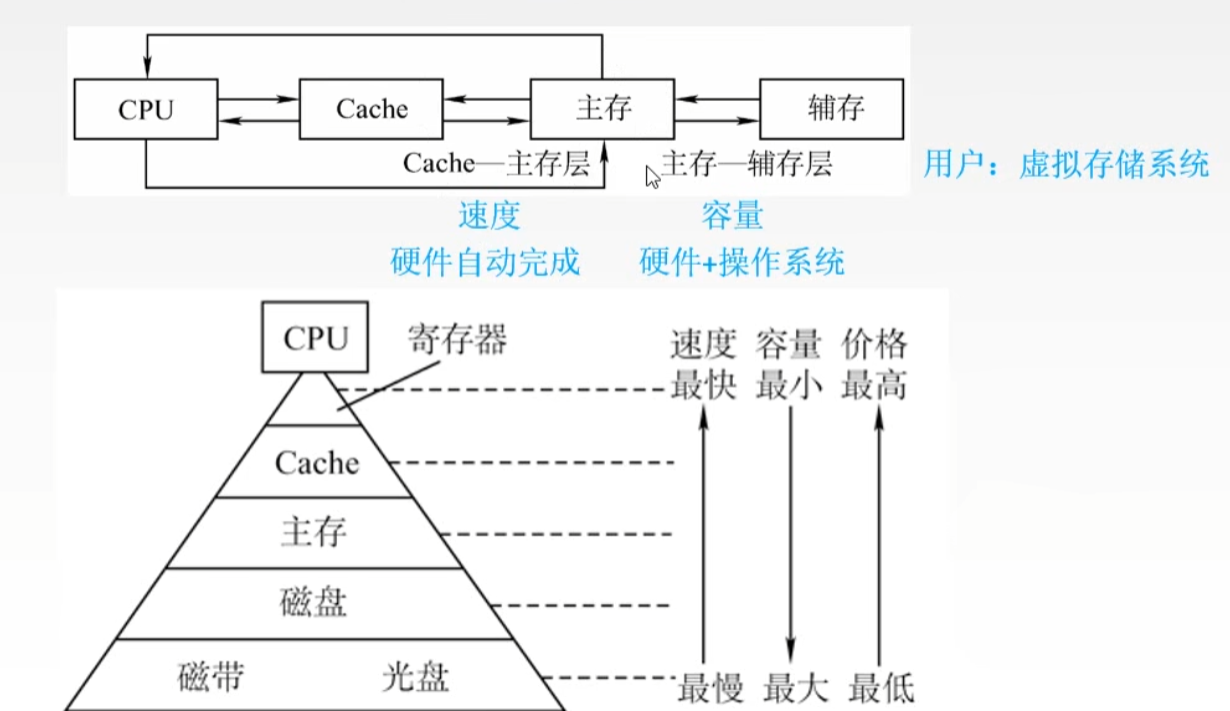 CPU Cache 主存 辅存
Cache—主存层 主存—辅存层 用户：虚拟存储系统
速度 容量
硬件自动完成 硬件+操作系统
CPU 寄存器 速度 容量 价格
最快 最小 最高
Cache
主存
磁盘
磁带 光盘 最慢 最大 最低